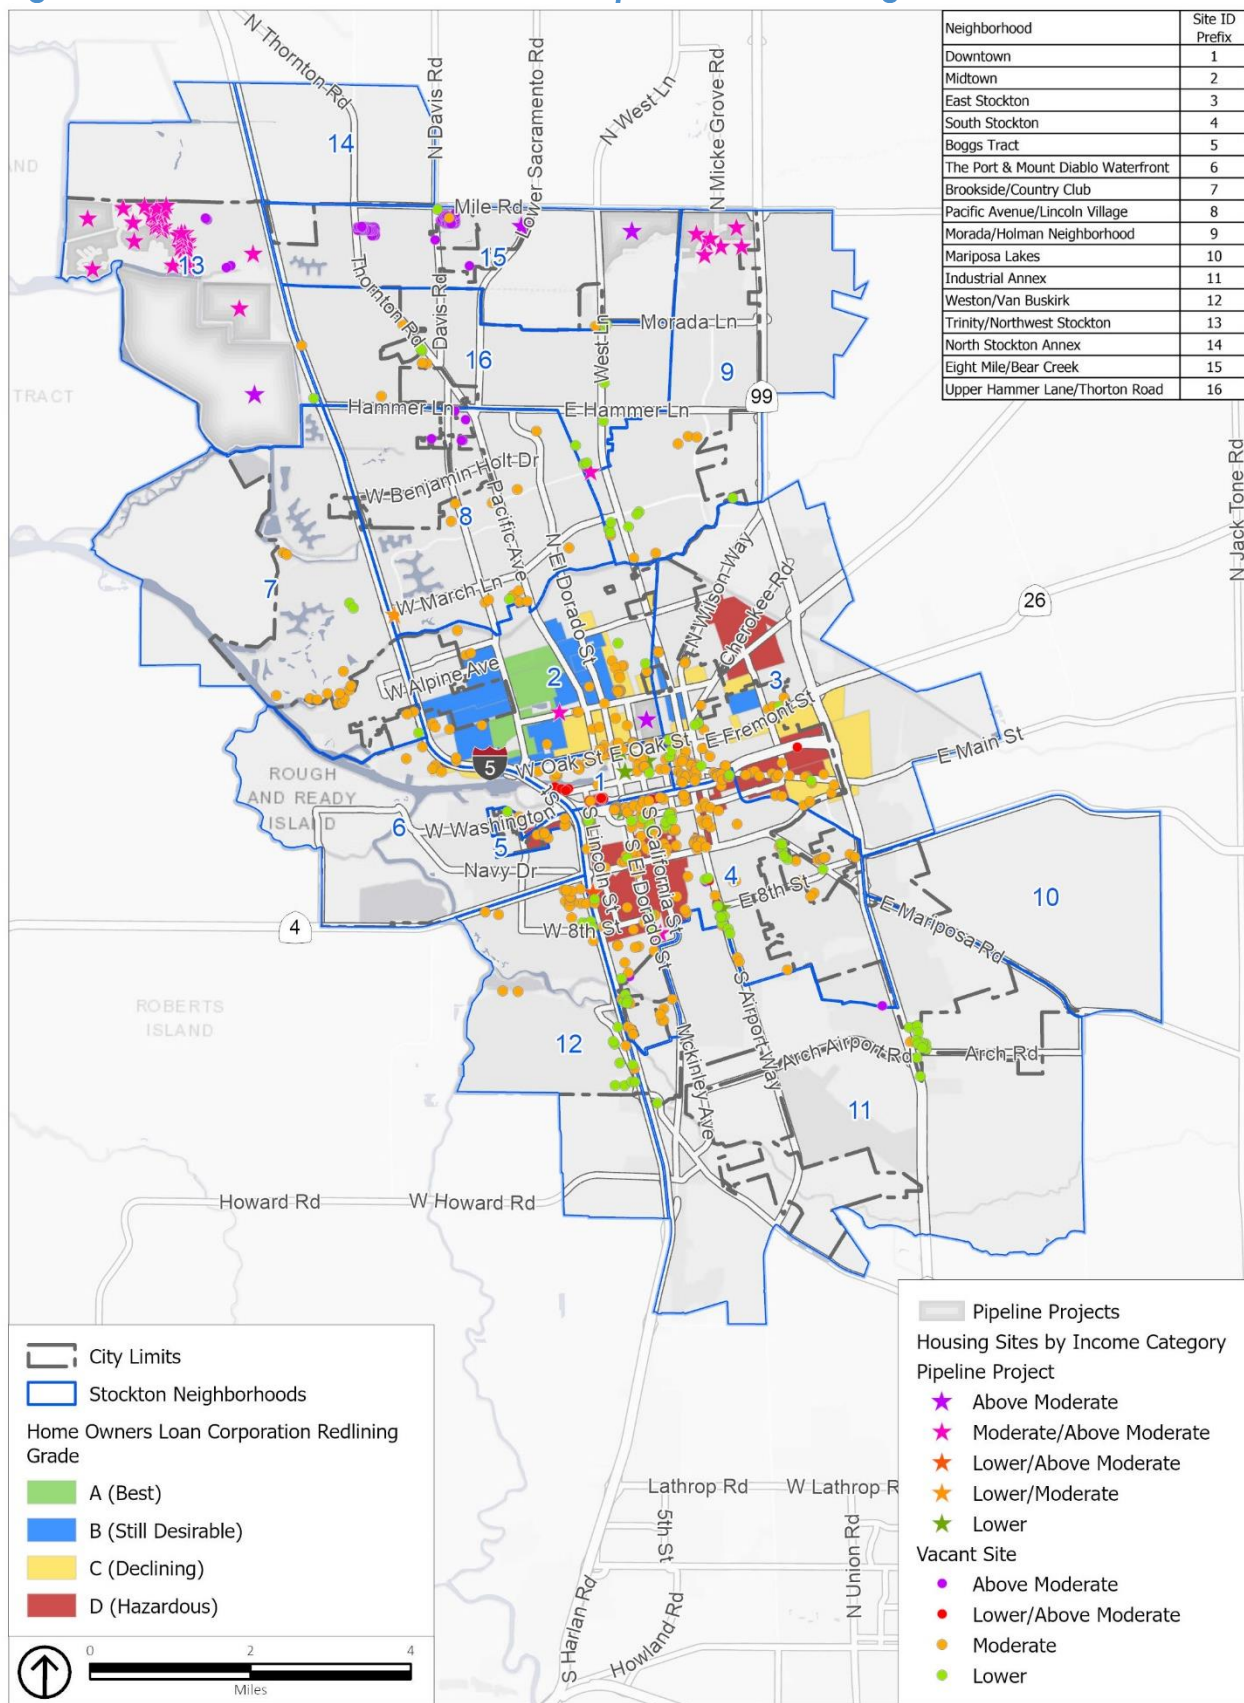 N Thornton Rd
N Davis Rd
Lower Sacramento Rd
N West Ln
N Micke Grove Rd
Neighborhood Site ID Prefix
Downtown 1
Midtown 2
East Stockton 3
South Stockton 4
Boggs Tract 5
The Port & Mount Diablo Waterfront 6
Brookside/Country Club 7
Pacific Avenue/Lincoln Village 8
Morada/Holman Neighborhood 9
Mariposa Lakes 10
Industrial Annex 11
Weston/Van Buskirk 12
Trinity/Northwest Stockton 13
North Stockton Annex 14
Eight Mile/Bear Creek 15
Upper Hammer Lane/Thorton Road 16
14
Mile Rd
13
15
Thornton Rd
Davis Rd
Morada Ln
West Ln
16
9
TRACT
Hammer Ln
E Hammer Ln
99
N Jack Tone Rd
W Benjamin Holt Dr
Pacific Ave
8
N El Dorado St
N Wilson Way
Cherokee Rd
7
W March Ln
26
W Alpine Ave
2
3
E Fremont St
E Main St
W Oak St
E Oak St
5
ROUGH
AND READY
ISLAND
1
6
W Washington St
5
Navy Dr
S Lincoln St
S El Dorado St
S California St
4
E 8th St
10
E Mariposa Rd
4
W 8th St
ROBERTS
ISLAND
12
S Airport Way
Mckinley Ave
Arch Airport Rd
Arch Rd
11
Howard Rd
W Howard Rd
Lathrop Rd
W Lathrop R
5th St
N Union Rd
S Harlan Rd
Howland Rd
City Limits
Stockton Neighborhoods
Home Owners Loan Corporation Redlining
Grade
A (Best)
B (Still Desirable)
C (Declining)
D (Hazardous)
0 2 4
Miles
Pipeline Projects
Housing Sites by Income Category
Pipeline Project
Above Moderate
Moderate/Above Moderate
Lower/Above Moderate
Lower/Moderate
Lower
Vacant Site
Above Moderate
Lower/Above Moderate
Moderate
Lower